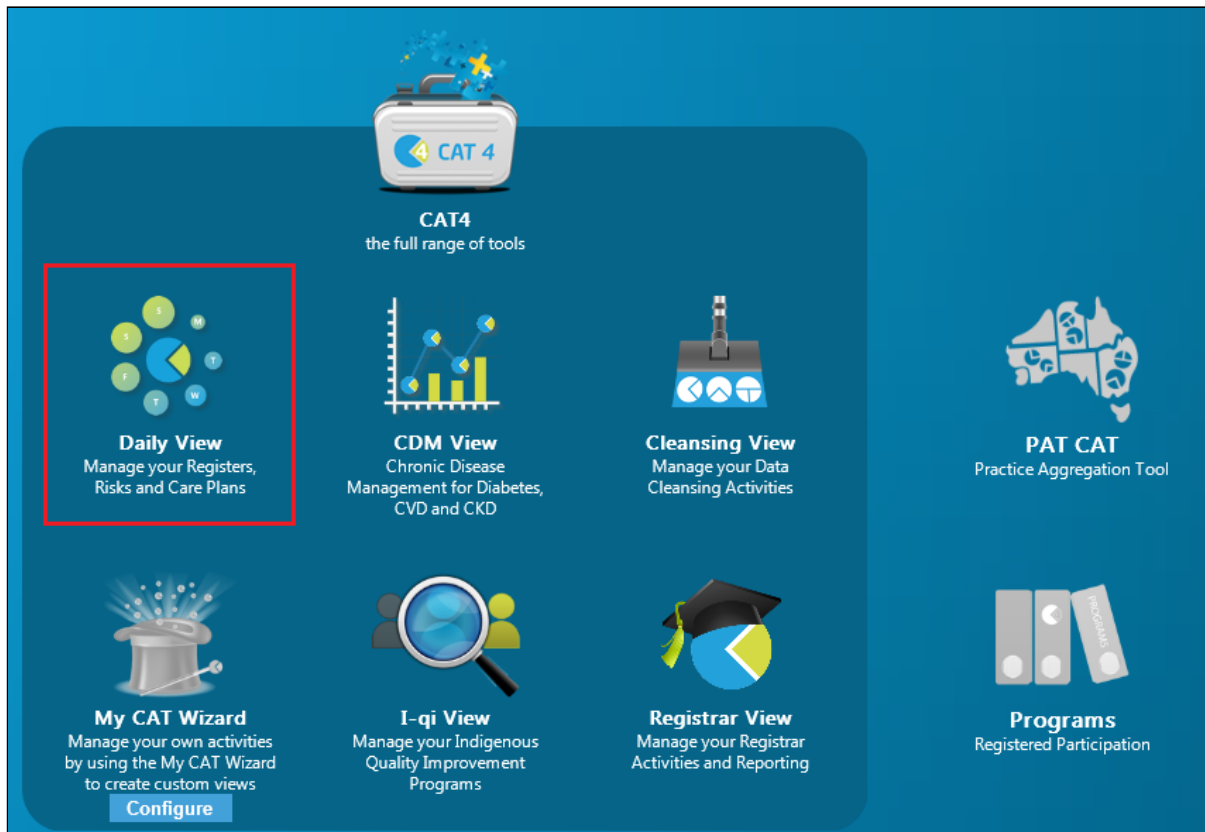 4 CAT 4
CAT4
the full range of tools
S
M
S
T
F
W
T
Daily View
Manage your Registers,
Risks and Care Plans
CDM View
Chronic Disease
Management for Diabetes,
CVD and CKD
Cleansing View
Manage your Data
Cleansing Activities
PAT CAT
Practice Aggregation Tool
PROGRAMS
My CAT Wizard
Manage your own activities
by using the My CAT Wizard
to create custom views
Configure
I-qi View
Manage your Indigenous
Quality Improvement
Programs
Registrar View
Manage your Registrar
Activities and Reporting
Programs
Registered Participation